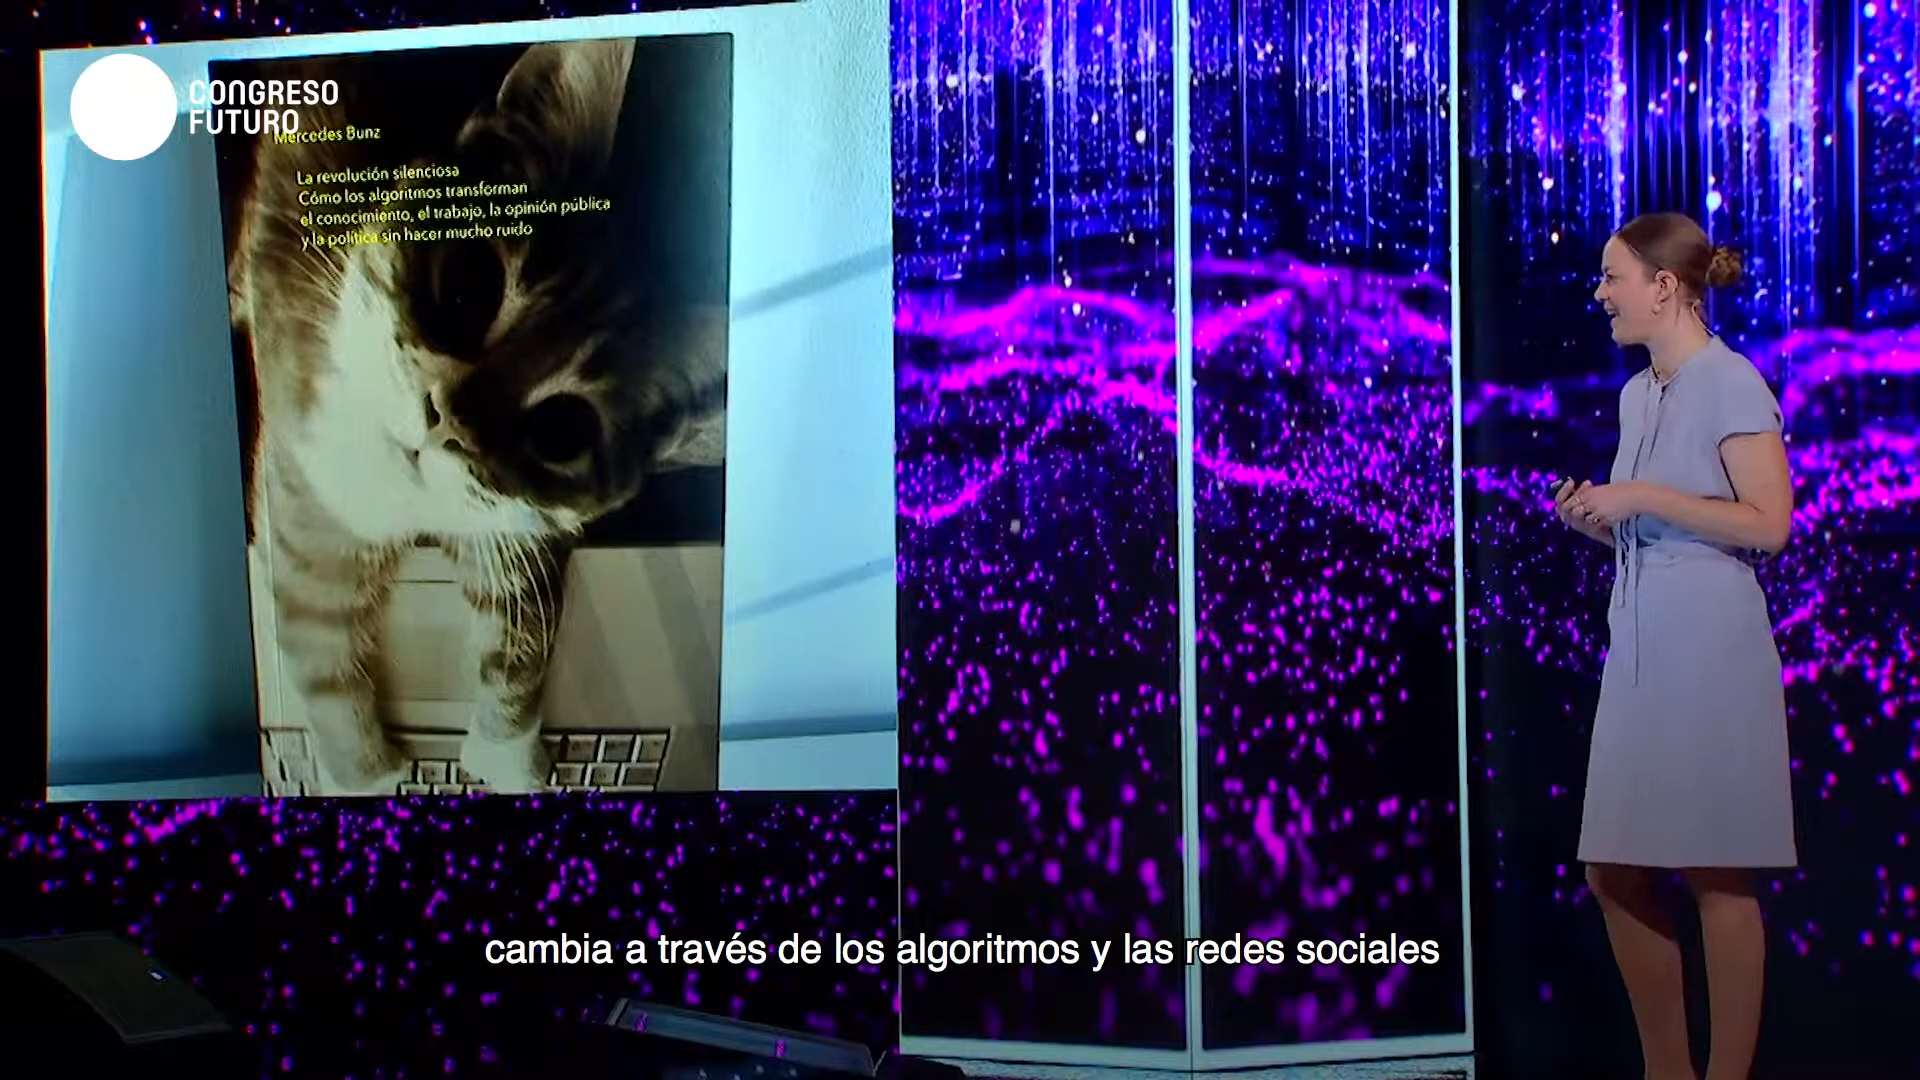 CONGRESO
FUTURO
Mercedes Bunz
La revolución silenciosa
Cómo los algoritmos transforman
el conocimiento, el trabajo, la opinión pública
y la política sin hacer mucho ruido
cambia a través de los algoritmos y las redes sociales